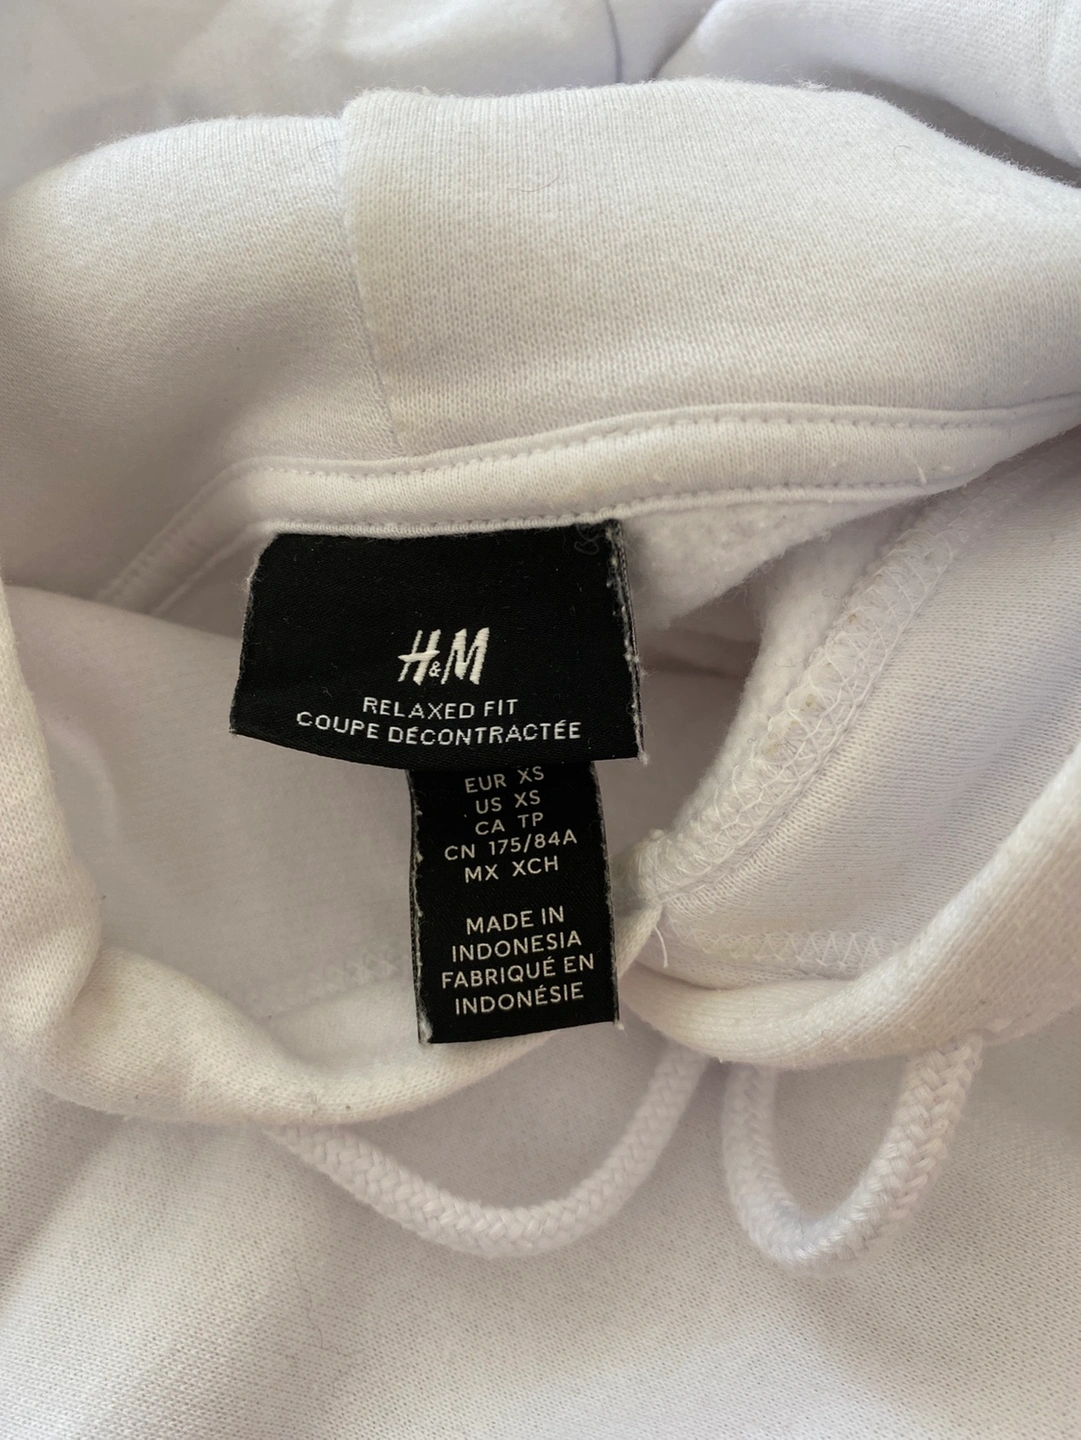 H&M
RELAXED FIT
COUPE DÉCONTRACTÉE
EUR XS
US XS
CA TP
CN 175/84A
MX XCH
MADE IN
INDONESIA
FABRIQUÉ EN
INDONÉSIE